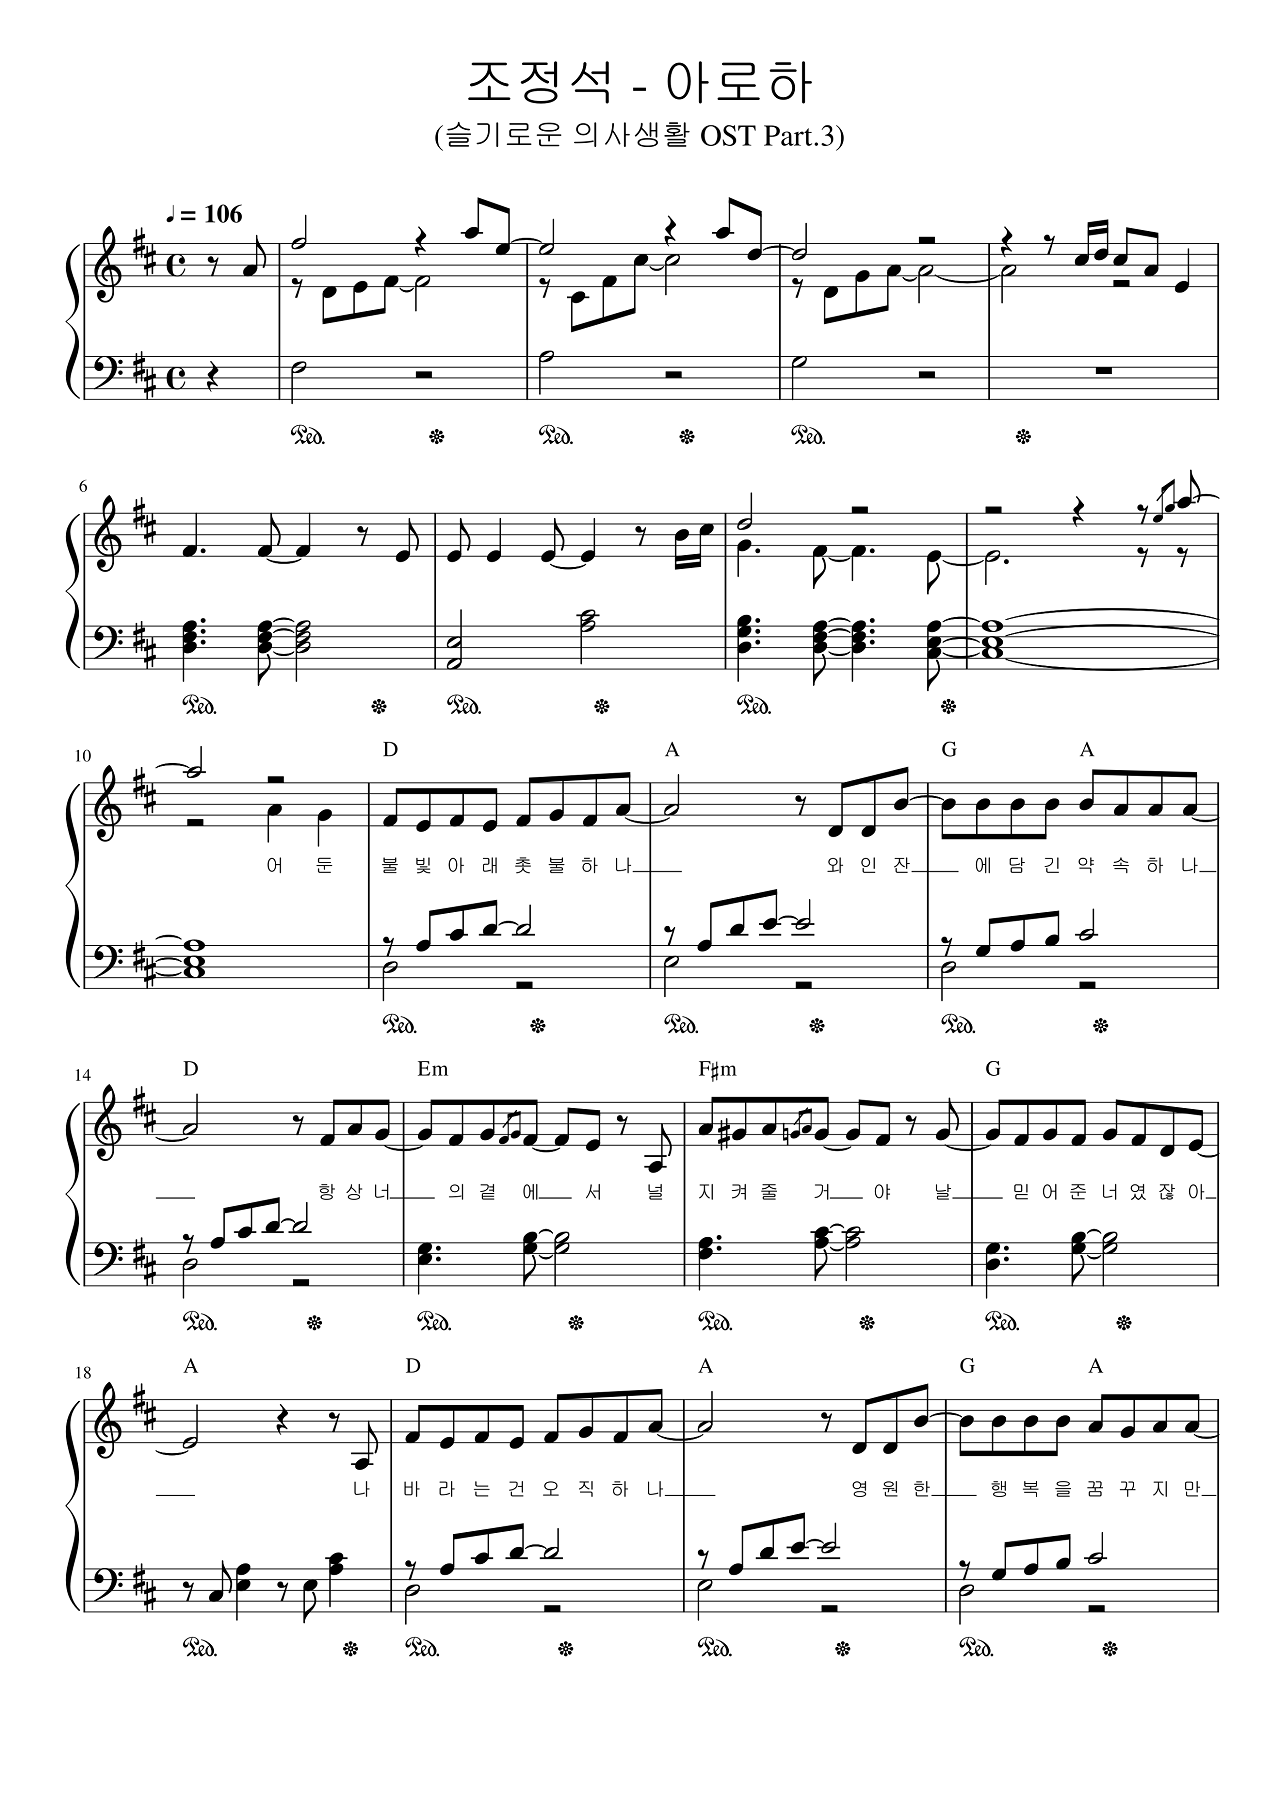 조정석 - 아로하
(슬기로운 의사생활 OST Part.3)
♩ = 106
6
10
D A G A
어 둔 불 빛 아 래 촛 불 하 나 와 인 잔 에 담 긴 약 속 하 나
14
D Em F♯m G
항 상 너 의 곁 에 서 널 지 켜 줄 거 야 날 믿 어 준 너 였 잖 아
18
A D A G A
나 바 라 는 건 오 직 하 나 영 원 한 행 복 을 꿈 꾸 지 만